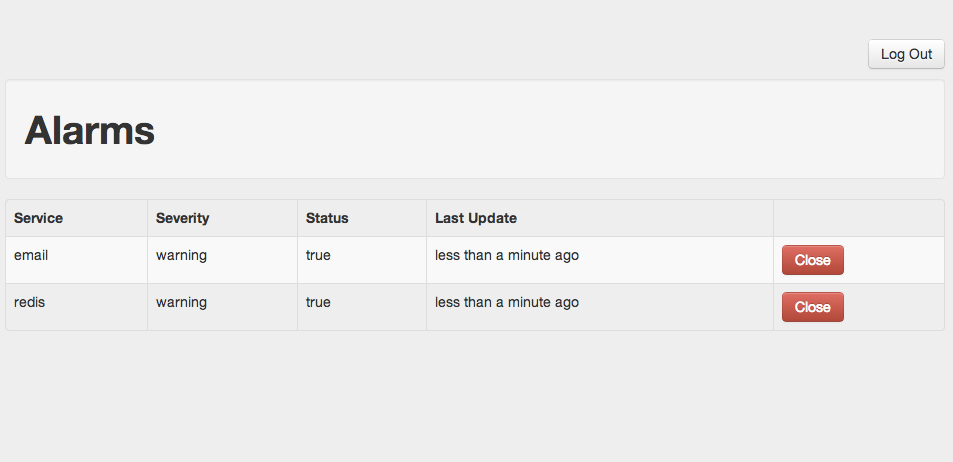 Log Out
Alarms
Service Severity Status Last Update
email warning true less than a minute ago Close
redis warning true less than a minute ago Close